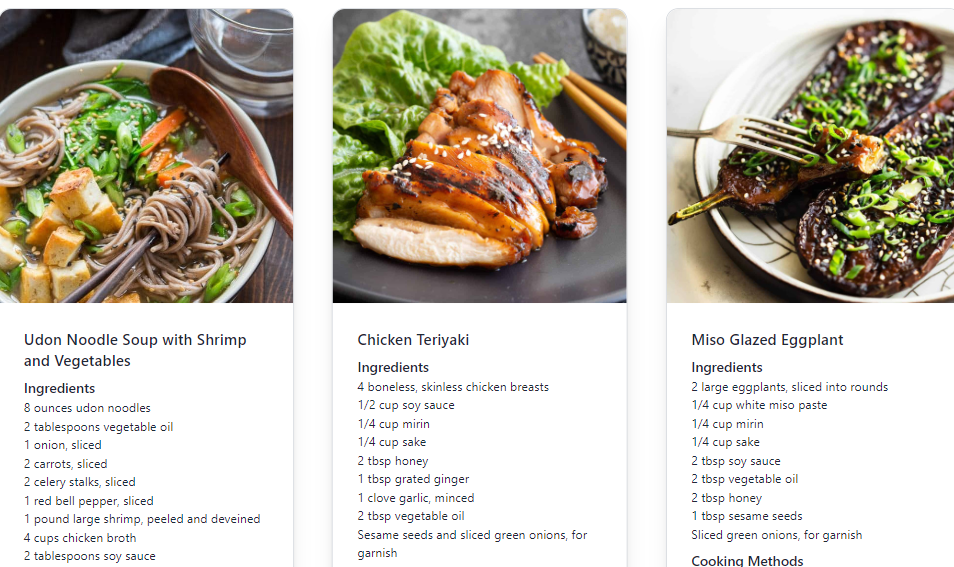 Udon Noodle Soup with Shrimp
and Vegetables
Ingredients
8 ounces udon noodles
2 tablespoons vegetable oil
1 onion, sliced
2 carrots, sliced
2 celery stalks, sliced
1 red bell pepper, sliced
1 pound large shrimp, peeled and deveined
4 cups chicken broth
2 tablespoons soy sauce
Chicken Teriyaki
Ingredients
4 boneless, skinless chicken breasts
1/2 cup soy sauce
1/4 cup mirin
1/4 cup sake
2 tbsp honey
1 tbsp grated ginger
1 clove garlic, minced
2 tbsp vegetable oil
Sesame seeds and sliced green onions, for
garnish
Miso Glazed Eggplant
Ingredients
2 large eggplants, sliced into rounds
1/4 cup white miso paste
1/4 cup mirin
1/4 cup sake
2 tbsp soy sauce
2 tbsp vegetable oil
2 tbsp honey
1 tbsp sesame seeds
Sliced green onions, for garnish
Cooking Methods